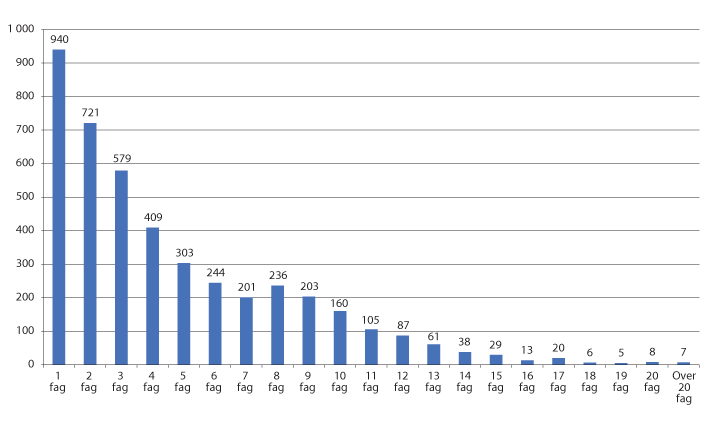 1 000
900
800
700
600
500
400
300
200
100
0
940
721
579
409
303
244
201
236
203
160
105
87
61
38
29
13
20
6
5
8
7
1 fag
2 fag
3 fag
4 fag
5 fag
6 fag
7 fag
8 fag
9 fag
10 fag
11 fag
12 fag
13 fag
14 fag
15 fag
16 fag
17 fag
18 fag
19 fag
20 fag
Over 20 fag